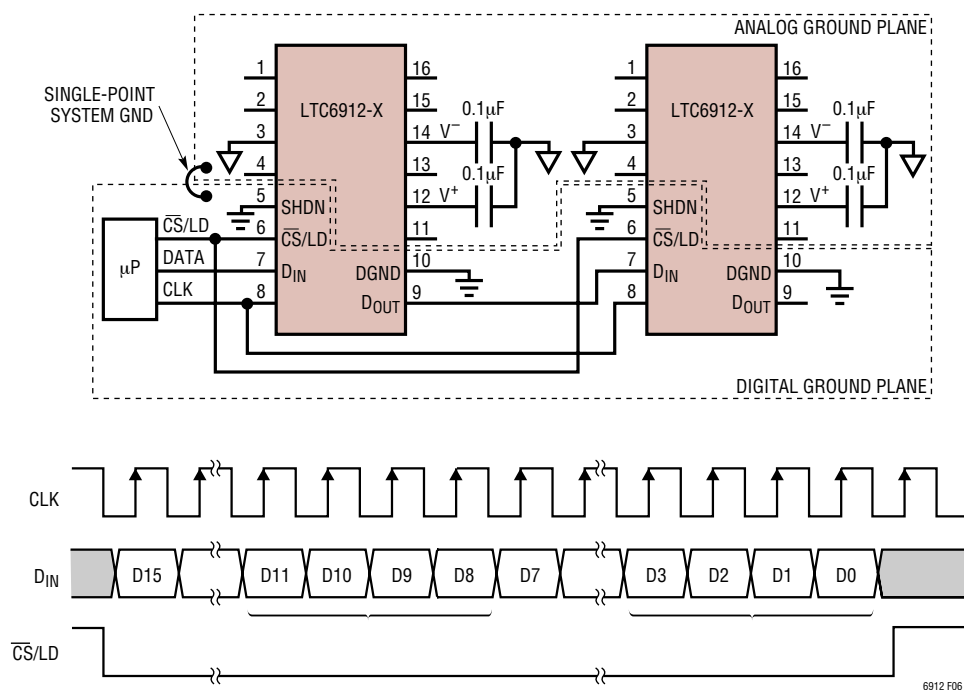 ANALOG GROUND PLANE
SINGLE-POINT
SYSTEM GND
1 16
2 15
3 14 V–
4 13
5 12 V+
6 11
7 10
8 9
LTC6912-X
SHDN
CS/LD
DIN
DGND
DOUT
0.1µF
0.1µF
1 16
2 15
3 14 V–
4 13
5 12 V+
6 11
7 10
8 9
LTC6912-X
SHDN
CS/LD
DIN
DGND
DOUT
0.1µF
0.1µF
µP
CS/LD
DATA
CLK
DIGITAL GROUND PLANE
CLK
DIN D15 D11 D10 D9 D8 D7 D3 D2 D1 D0
CS/LD
6912 F06